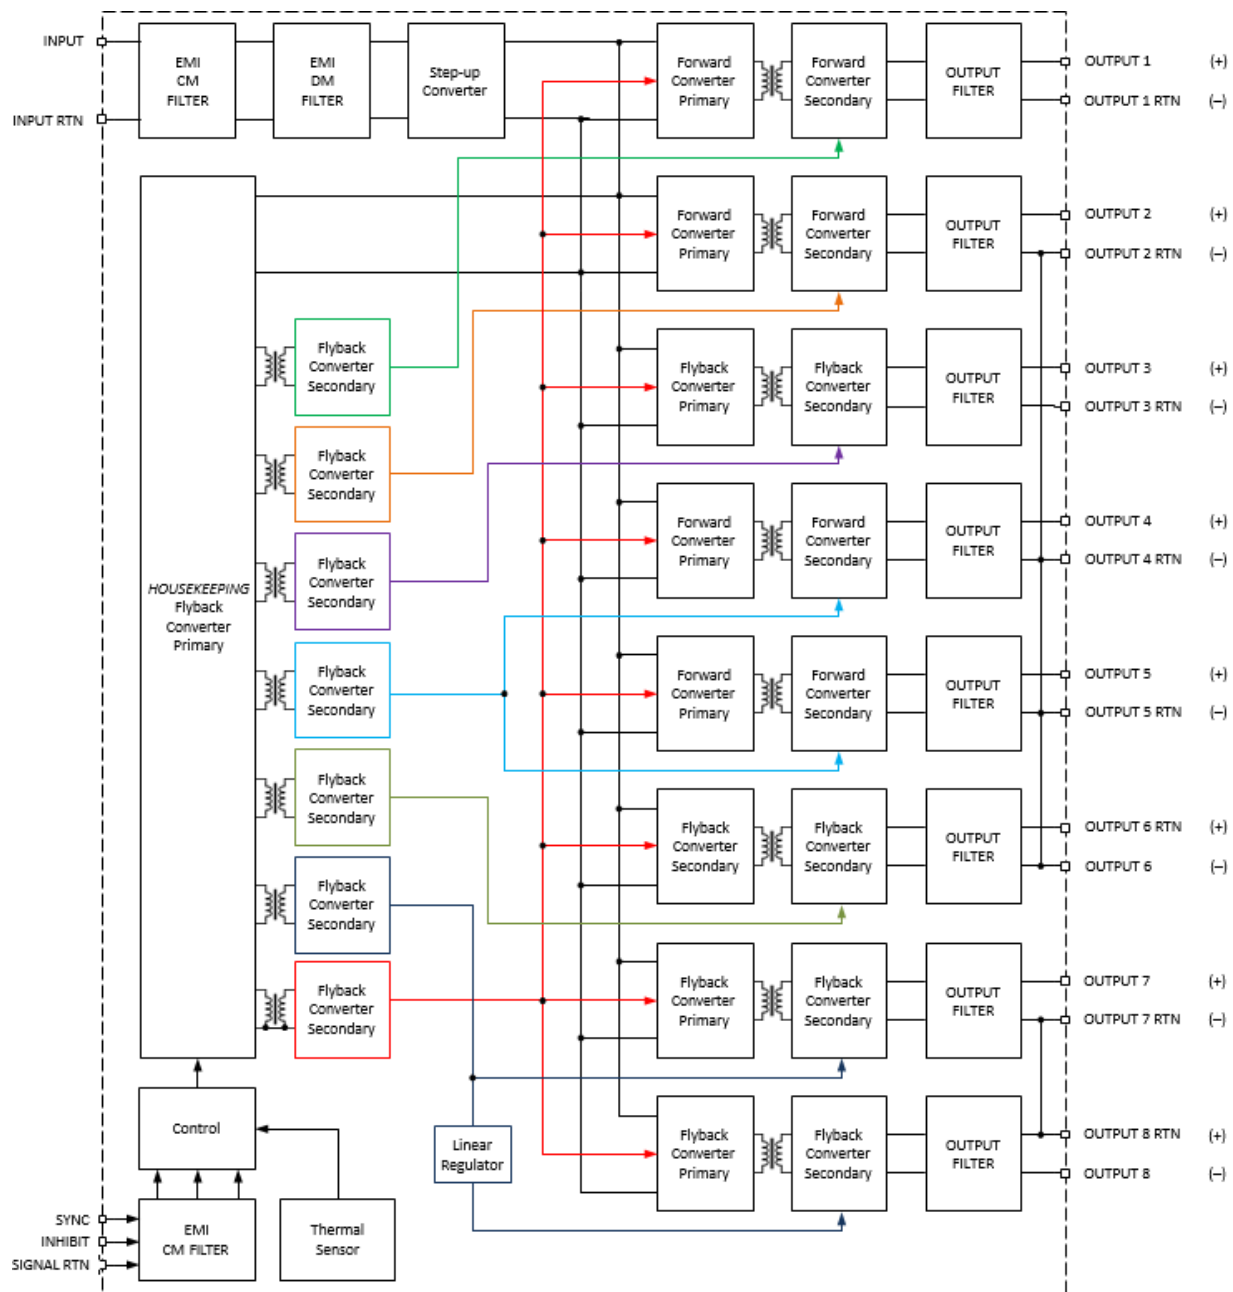 INPUT
INPUT RTN
EMI
CM
FILTER
EMI
DM
FILTER
Step-up
Converter
Forward
Converter
Primary
Forward
Converter
Secondary
OUTPUT
FILTER
OUTPUT 1 (+)
OUTPUT 1 RTN (–)
Forward
Converter
Primary
Forward
Converter
Secondary
OUTPUT
FILTER
OUTPUT 2 (+)
OUTPUT 2 RTN (–)
Flyback
Converter
Primary
Flyback
Converter
Secondary
OUTPUT
FILTER
OUTPUT 3 (+)
OUTPUT 3 RTN (–)
Forward
Converter
Primary
Forward
Converter
Secondary
OUTPUT
FILTER
OUTPUT 4 (+)
OUTPUT 4 RTN (–)
Forward
Converter
Primary
Forward
Converter
Secondary
OUTPUT
FILTER
OUTPUT 5 (+)
OUTPUT 5 RTN (–)
Flyback
Converter
Secondary
Flyback
Converter
Secondary
OUTPUT
FILTER
OUTPUT 6 RTN (+)
OUTPUT 6 (–)
Flyback
Converter
Primary
Flyback
Converter
Secondary
OUTPUT
FILTER
OUTPUT 7 (+)
OUTPUT 7 RTN (–)
Flyback
Converter
Primary
Flyback
Converter
Secondary
OUTPUT
FILTER
OUTPUT 8 RTN (+)
OUTPUT 8 (–)
HOUSEKEEPING
Flyback
Converter
Primary
Flyback
Converter
Secondary
Flyback
Converter
Secondary
Flyback
Converter
Secondary
Flyback
Converter
Secondary
Flyback
Converter
Secondary
Flyback
Converter
Secondary
Flyback
Converter
Secondary
Control
Linear
Regulator
SYNC
INHIBIT
SIGNAL RTN
EMI
CM FILTER
Thermal
Sensor